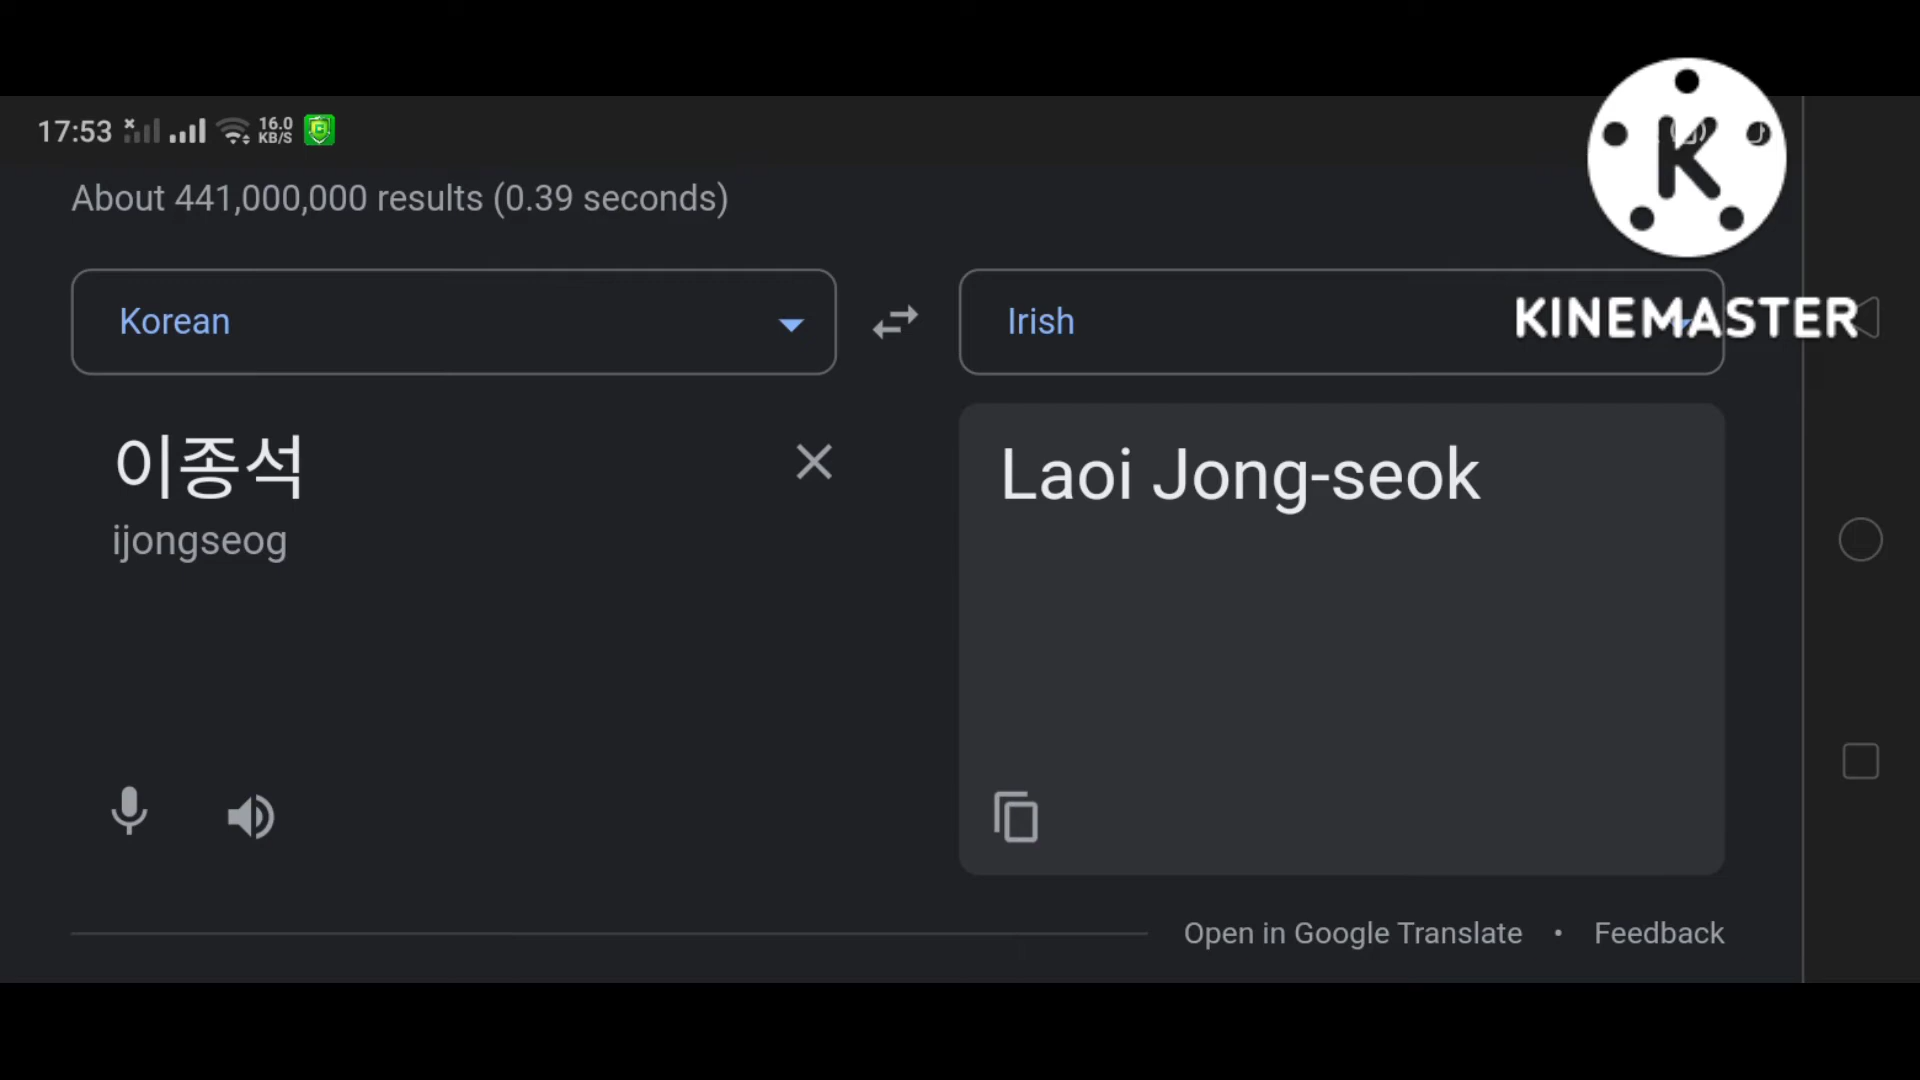 17:53 16.0 KB/S
K
About 441,000,000 results (0.39 seconds)
Korean
Irish
KINEMASTER
이종석
ijongseog
Laoi Jong-seok
Open in Google Translate • Feedback